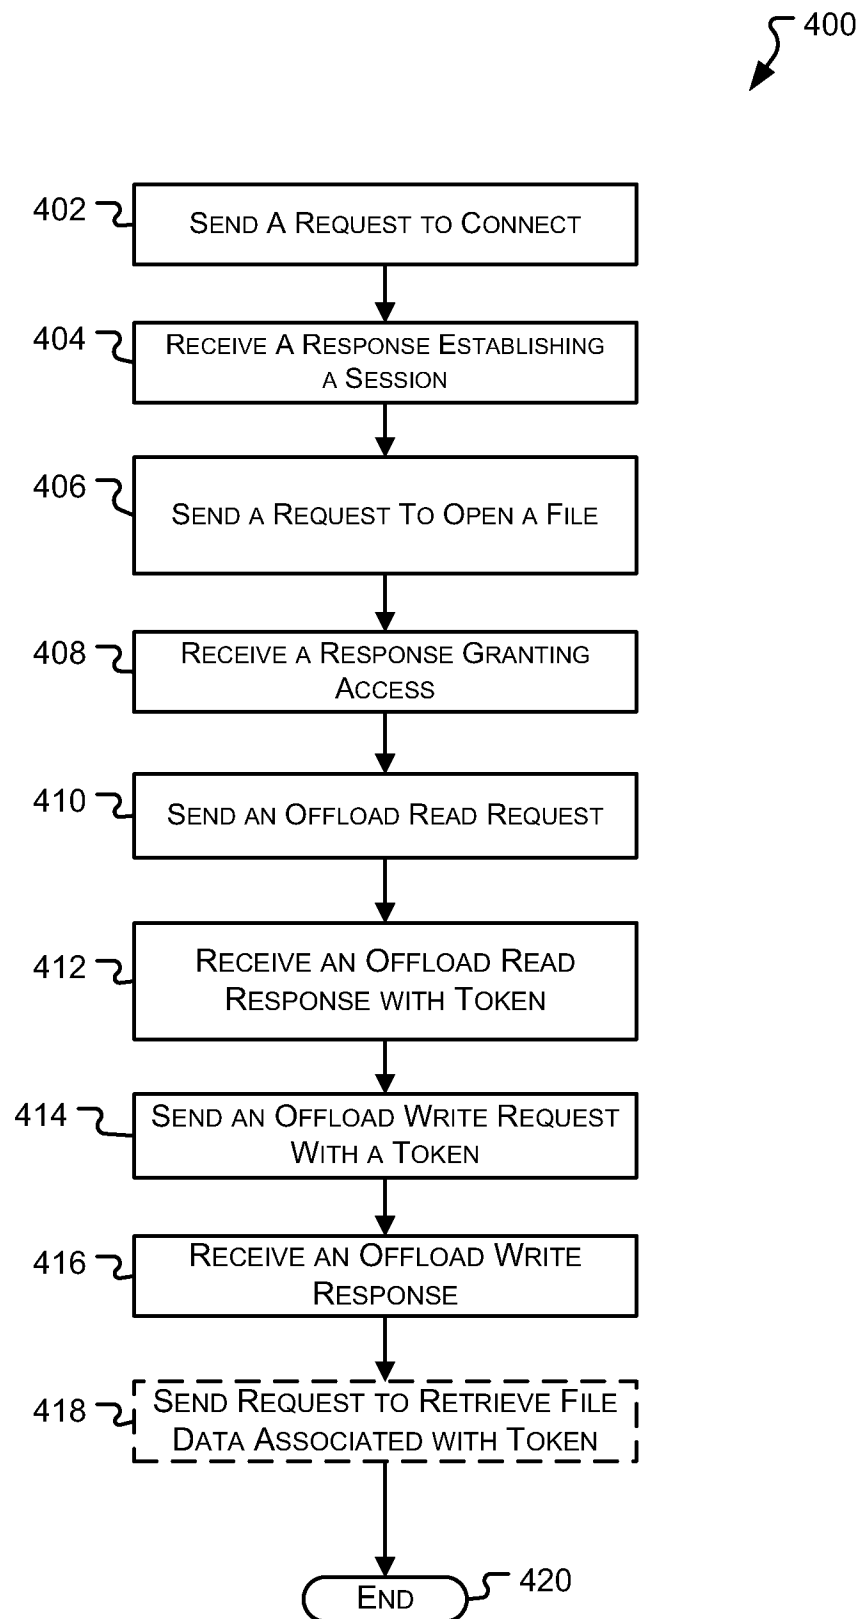 400
402
SEND A REQUEST TO CONNECT
404
RECEIVE A RESPONSE ESTABLISHING
A SESSION
406
SEND A REQUEST TO OPEN A FILE
408
RECEIVE A RESPONSE GRANTING
ACCESS
410
SEND AN OFFLOAD READ REQUEST
412
RECEIVE AN OFFLOAD READ
RESPONSE WITH TOKEN
414
SEND AN OFFLOAD WRITE REQUEST
WITH A TOKEN
416
RECEIVE AN OFFLOAD WRITE
RESPONSE
418
SEND REQUEST TO RETRIEVE FILE
DATA ASSOCIATED WITH TOKEN
END
420